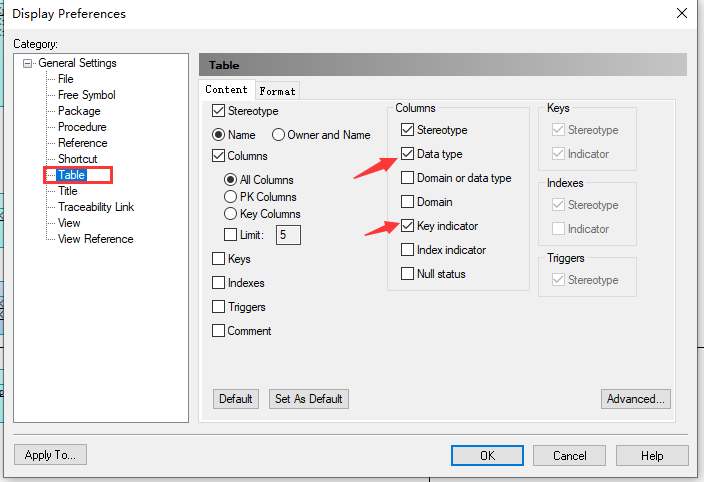 Display Preferences
Category:
General Settings
File
Free Symbol
Package
Procedure
Reference
Shortcut
Table
Title
Traceability Link
View
View Reference
Table
Content
Format
Stereotype
Name
Owner and Name
Columns
All Columns
PK Columns
Key Columns
Limit:
5
Keys
Indexes
Triggers
Comment
Columns
Stereotype
Data type
Domain or data type
Domain
Key indicator
Index indicator
Null status
Keys
Stereotype
Indicator
Indexes
Stereotype
Indicator
Triggers
Stereotype
Default
Set As Default
Advanced...
Apply To...
OK
Cancel
Help